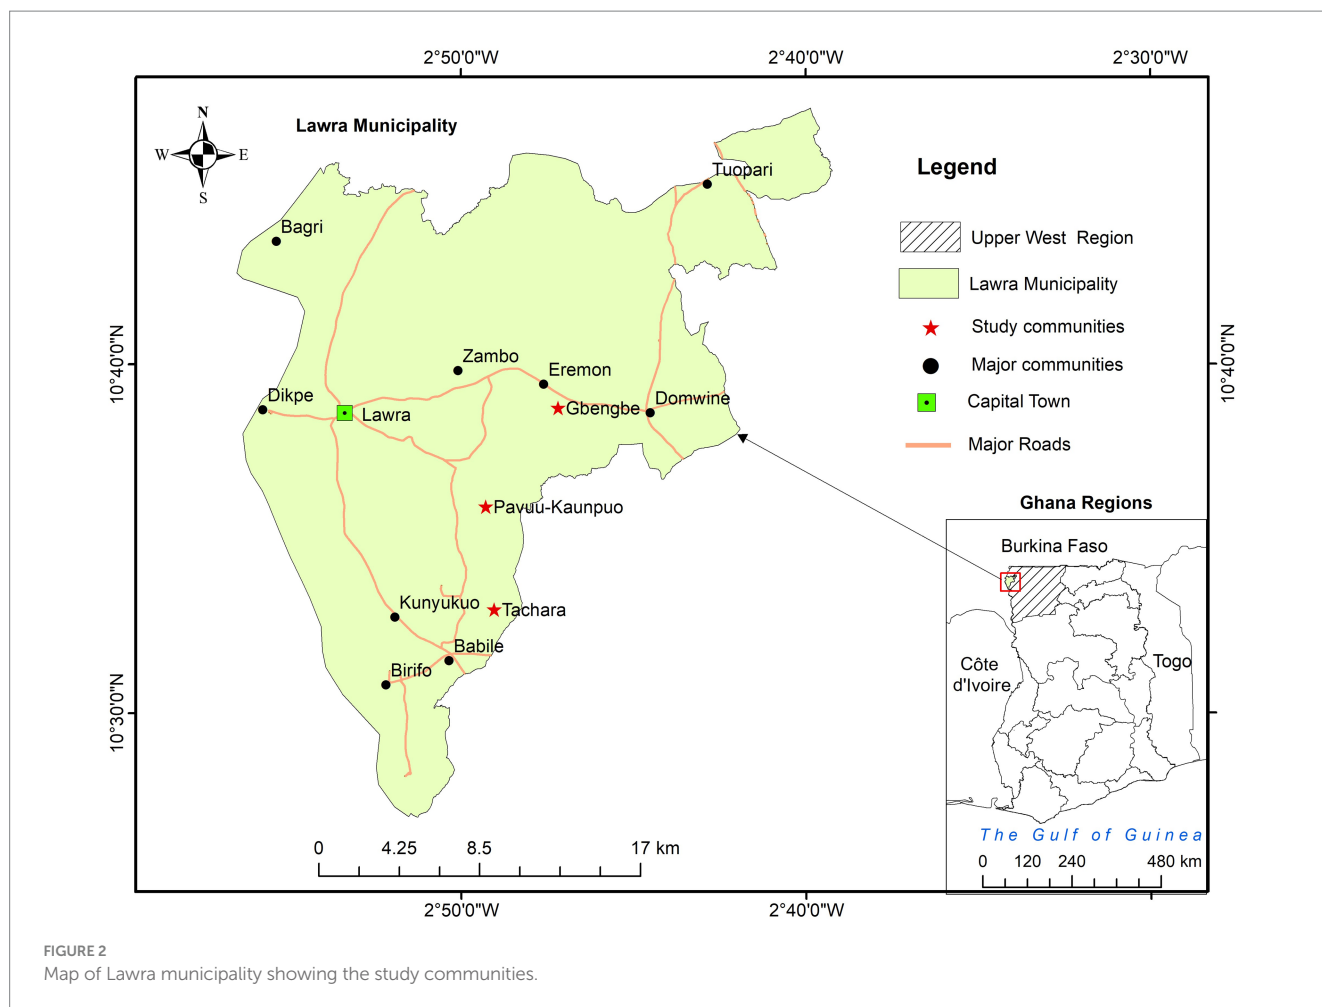 2°50'0"W
2°40'0"W
2°30'0"W
N
W
E
S
Lawra Municipality
Tuopari
Bagri
Zambo
Eremon
Dikpe
Lawra
Gbengbe
Domwine
Pavuu-Kaunpuo
Kunyukuo
Tachara
Babile
Birifo
10°40'0"N
10°30'0"N
10°40'0"N
Legend
Upper West Region
Lawra Municipality
Study communities
Major communities
Capital Town
Major Roads
Ghana Regions
Burkina Faso
Côte
d'Ivoire
Togo
The Gulf of Guinea
0 120 240 480 km
0 4.25 8.5 17 km
2°50'0"W
2°40'0"W
FIGURE 2
Map of Lawra municipality showing the study communities.